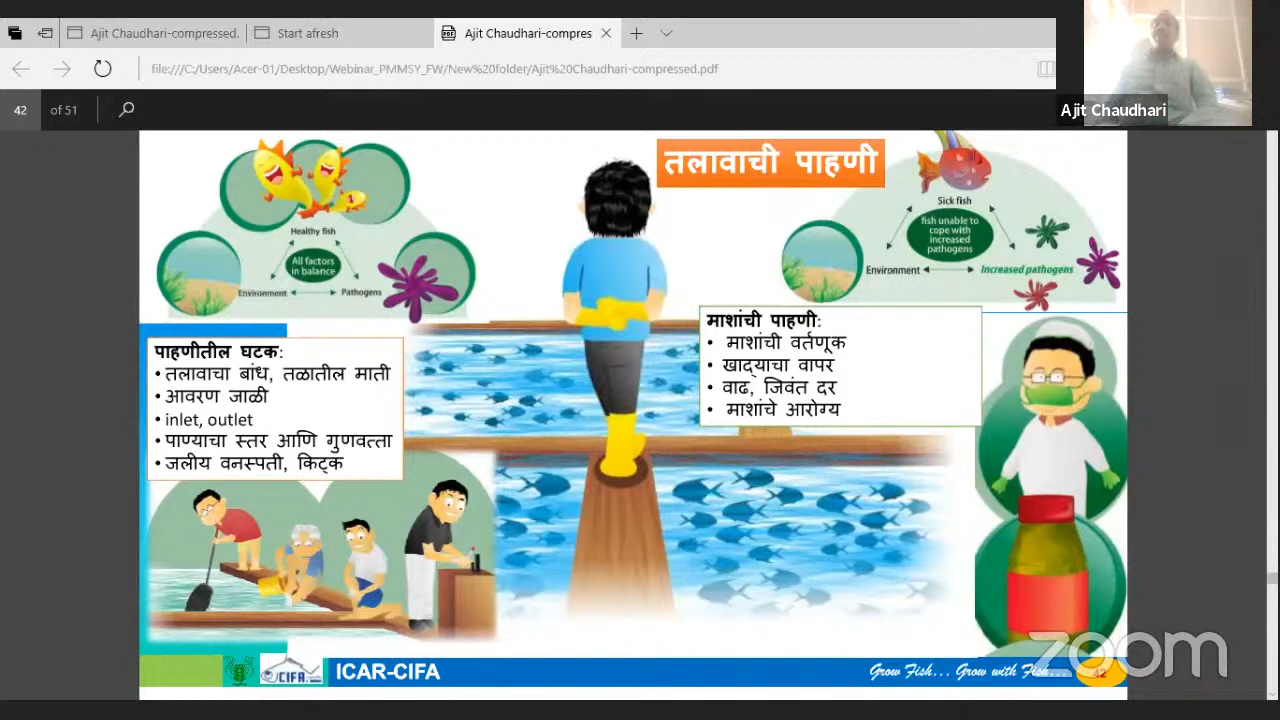 Ajit Chaudhari-compressed.
Start afresh
Ajit Chaudhari-compres
file:///C:/Users/Acer-01/Desktop/Webinar_PMMSY_FW/New%20folder/Ajit%20Chaudhari-compressed.pdf
42 of 51
Ajit Chaudhari
तलावाची पाहणी
Healthy fish
All factors
in balance
Environment
Pathogens
Sick fish
fish unable to
cope with
increased
pathogens
Environment
Increased pathogens
पाहणीतील घटक:
• तलावाचा बांध, तळातील माती
• आवरण जाळी
• inlet, outlet
• पाण्याचा स्तर आणि गुणवत्ता
• जलीय वनस्पती, किट्क
माशांची पाहणी:
• माशांची वर्तणूक
• खाद्याचा वापर
• वाढ, जिवंत दर
• माशांचे आरोग्य
CIFA
ICAR-CIFA
Grow Fish... Grow with Fish...
42
zoom